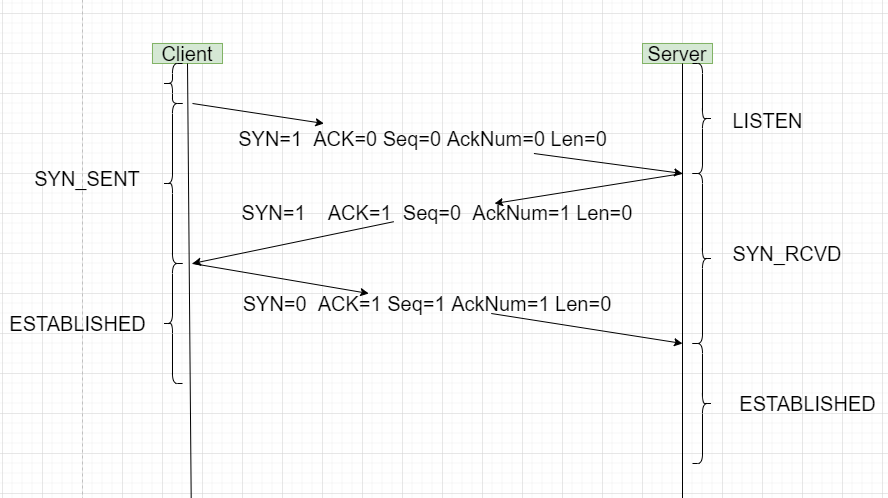 Client
Server
LISTEN
SYN=1 ACK=0 Seq=0 AckNum=0 Len=0
SYN_SENT
SYN=1 ACK=1 Seq=0 AckNum=1 Len=0
SYN_RCVD
SYN=0 ACK=1 Seq=1 AckNum=1 Len=0
ESTABLISHED
ESTABLISHED